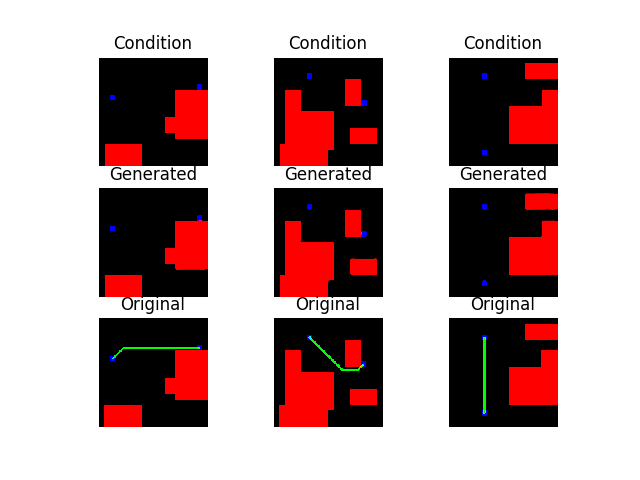 Condition Condition Condition
Generated Generated Generated
Original Original Original